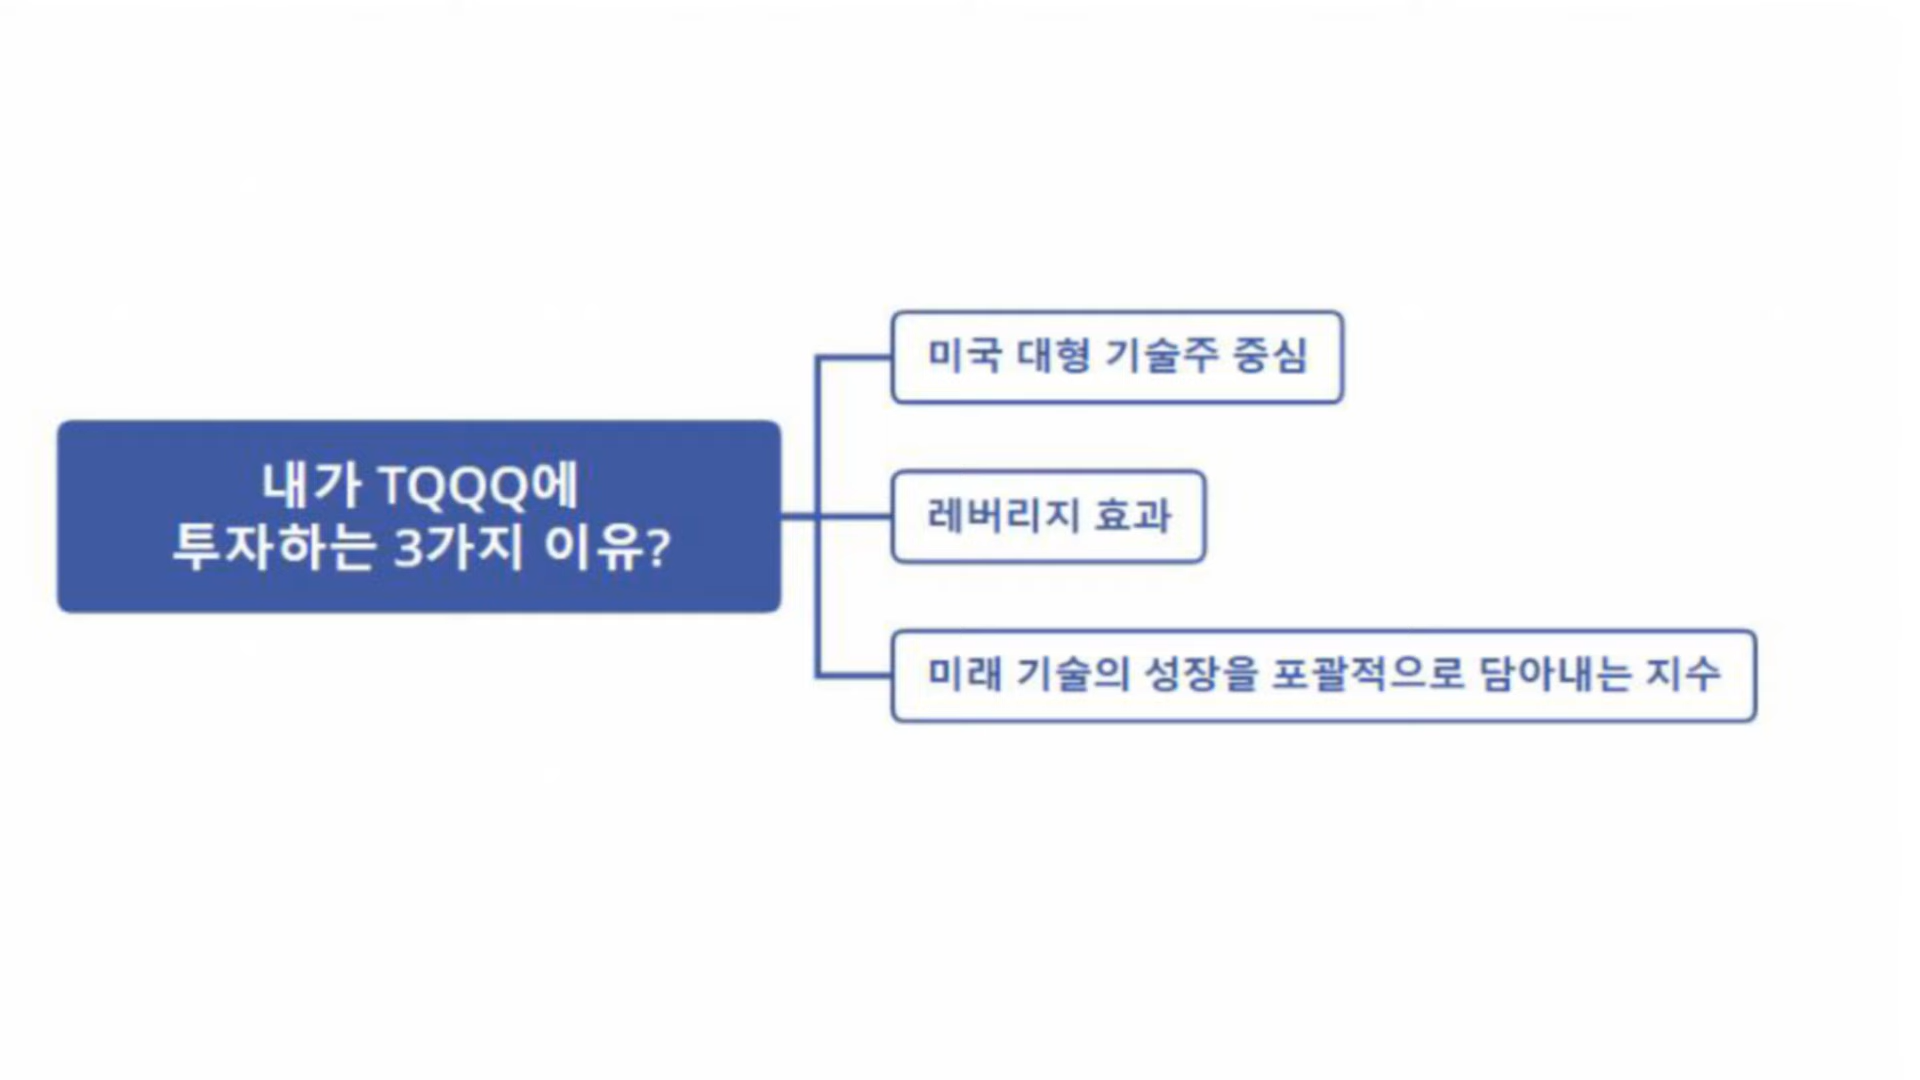 내가 TQQQ에
투자하는 3가지 이유?
미국 대형 기술주 중심
레버리지 효과
미래 기술의 성장을 포괄적으로 담아내는 지수